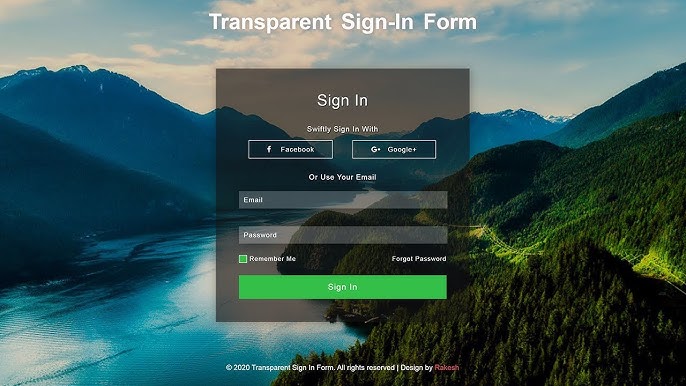 Transparent Sign-In Form
Sign In
Swiftly Sign In With
Facebook
Google+
Or Use Your Email
Email
Password
Remember Me Forgot Password
Sign In
© 2020 Transparent Sign In Form. All rights reserved | Design by Rakesh